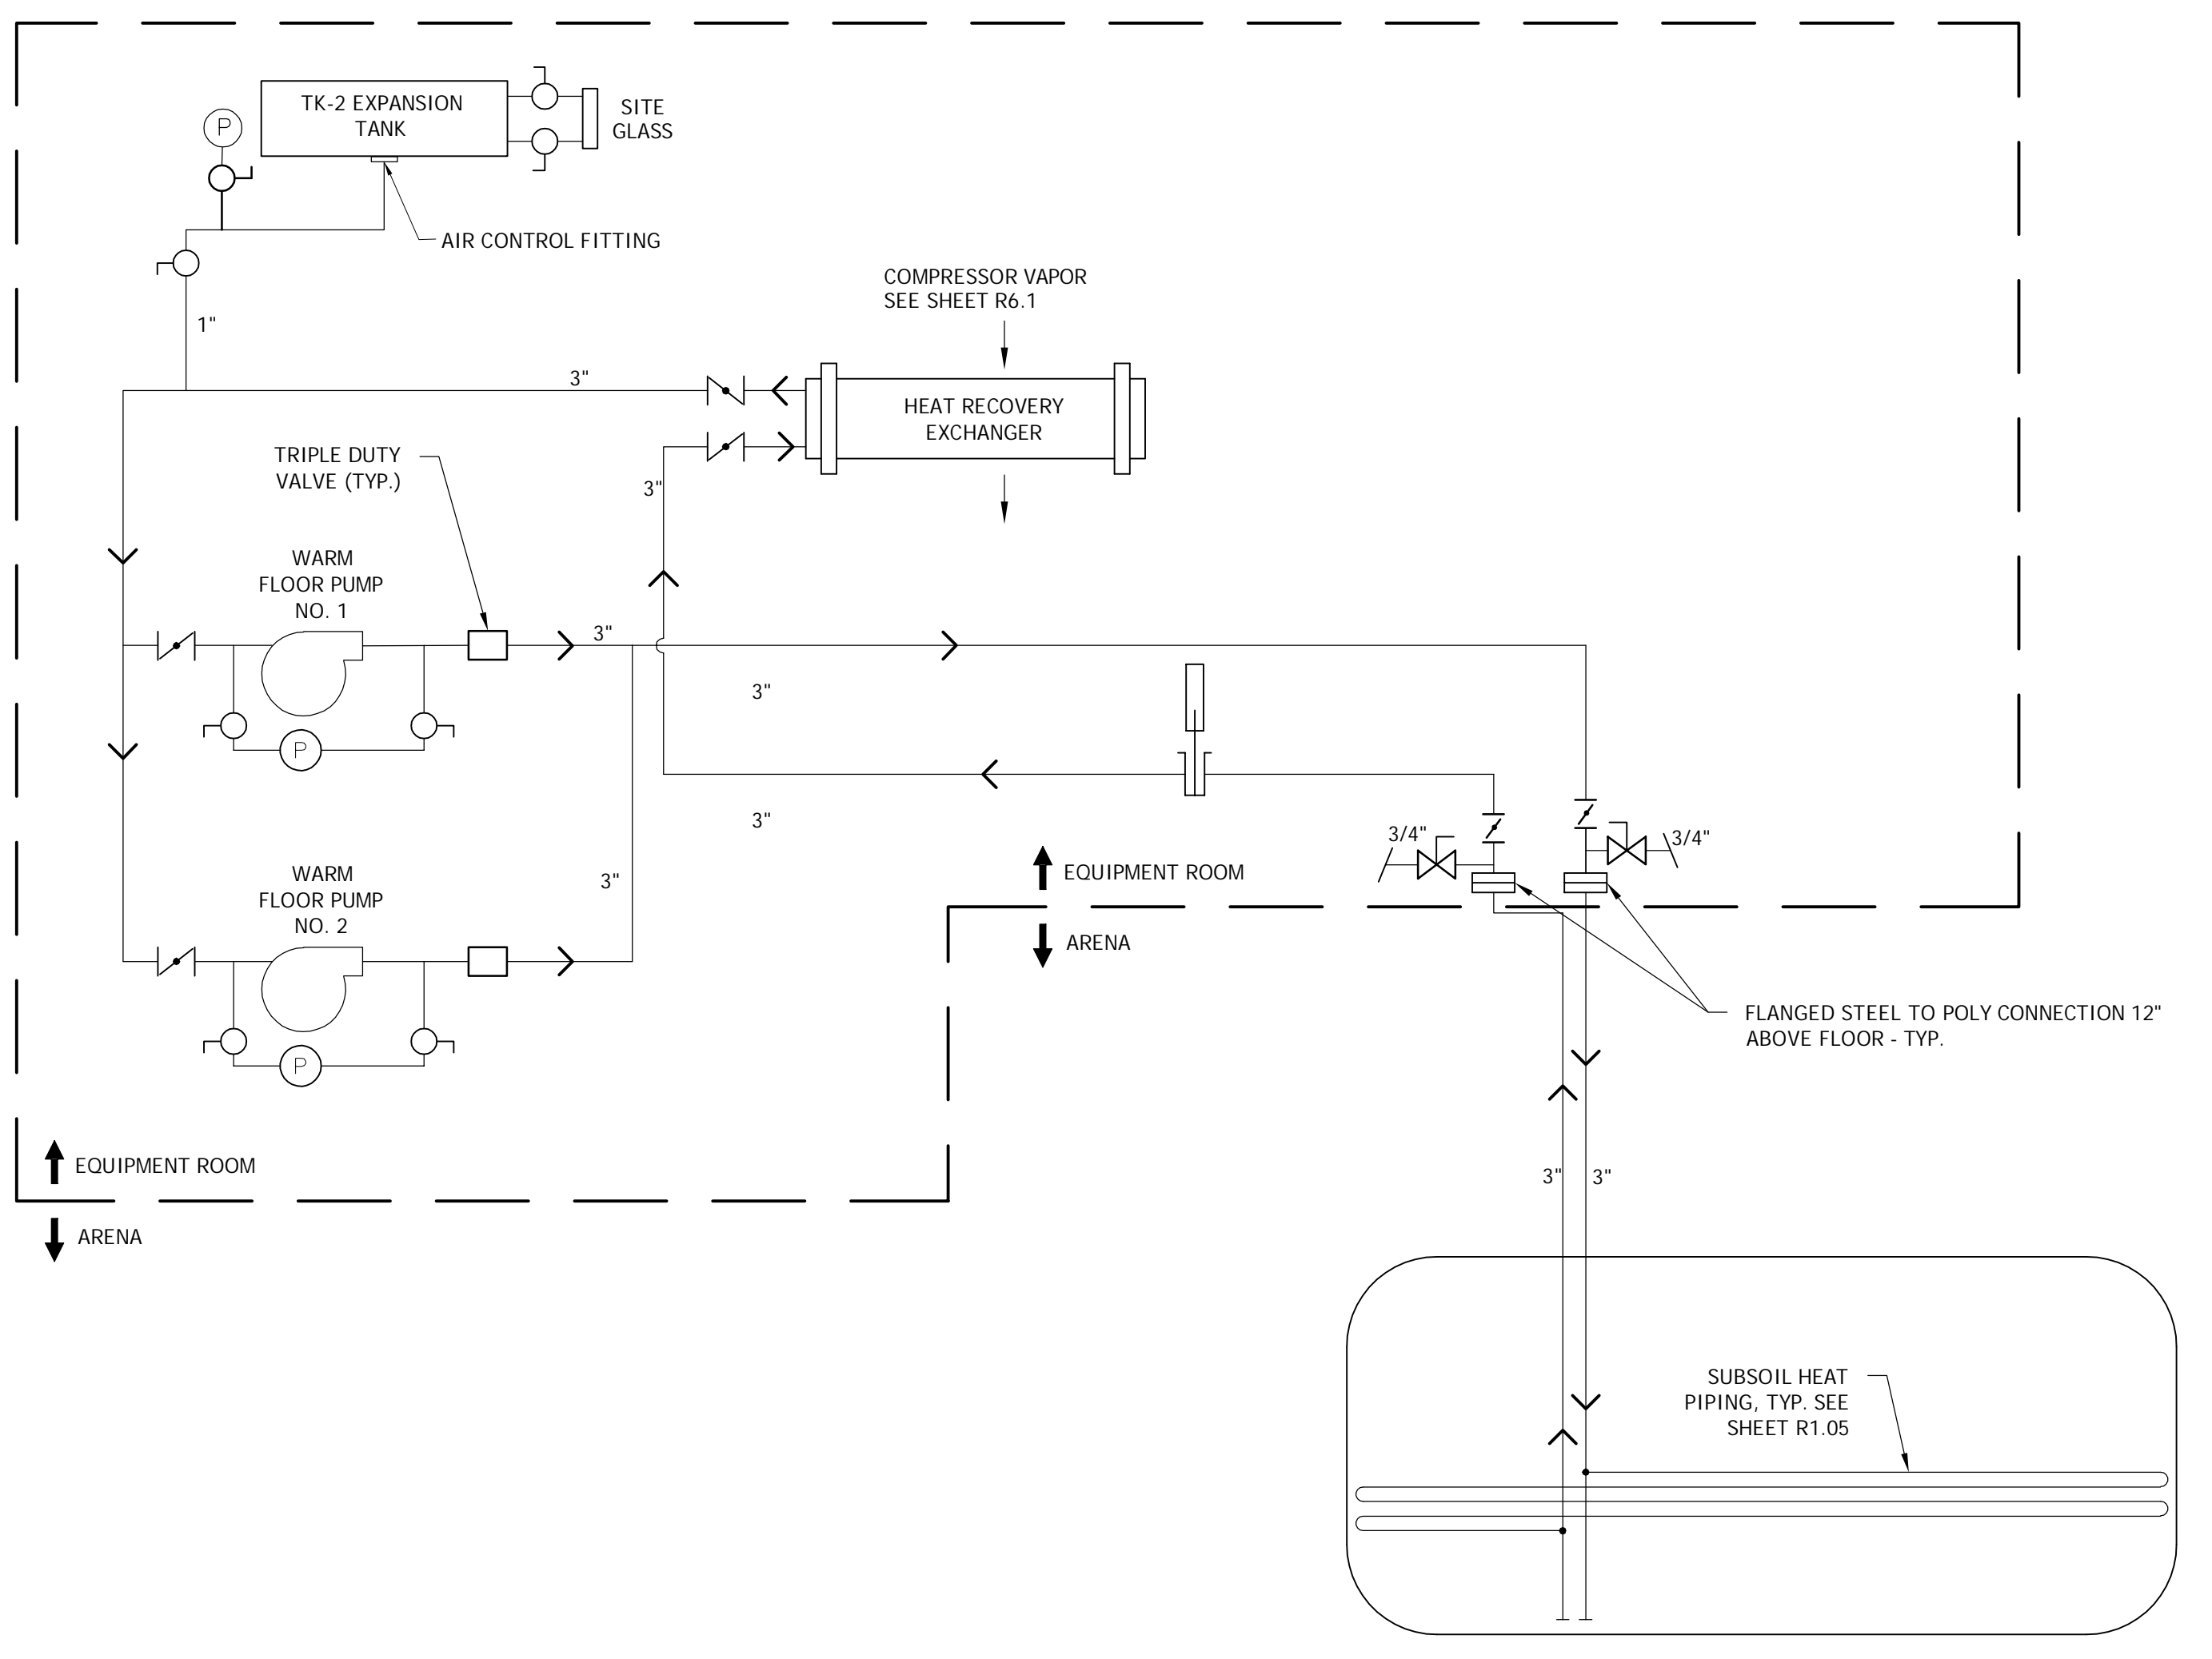 TK-2 EXPANSION
TANK
SITE
GLASS
P
AIR CONTROL FITTING
1"
COMPRESSOR VAPOR
SEE SHEET R6.1
3"
HEAT RECOVERY
EXCHANGER
TRIPLE DUTY
VALVE (TYP.)
3"
WARM
FLOOR PUMP
NO. 1
3"
3"
P
3"
3/4"
3/4"
WARM
FLOOR PUMP
NO. 2
3"
EQUIPMENT ROOM
ARENA
P
FLANGED STEEL TO POLY CONNECTION 12"
ABOVE FLOOR - TYP.
EQUIPMENT ROOM
ARENA
3"
3"
SUBSOIL HEAT
PIPING, TYP. SEE
SHEET R1.05